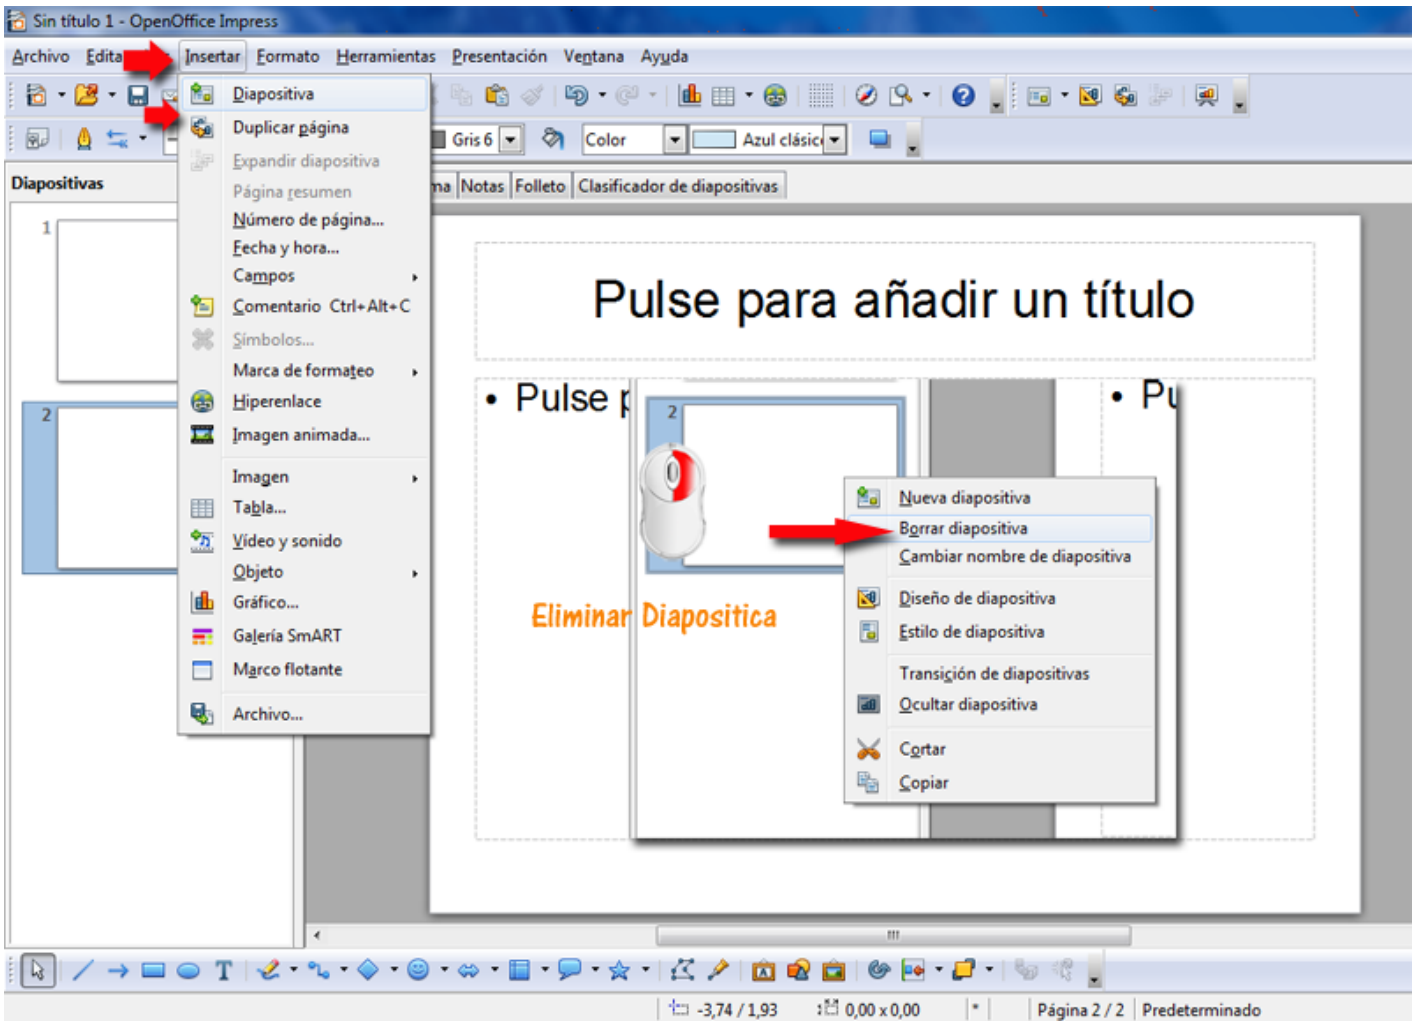 Sin título 1 - OpenOffice Impress
Archivo Edita Insertar Formato Herramientas Presentación Ventana Ayuda
Gris 6 Color Azul clásic
Diapositivas
ma Notas Folleto Clasificador de diapositivas
Diapositiva
Duplicar página
Expandir diapositiva
Página resumen
Número de página...
Fecha y hora...
Campos
Comentario Ctrl+Alt+C
Símbolos...
Marca de formateo
Hiperenlace
Imagen animada...
Imagen
Tabla...
Vídeo y sonido
Objeto
Gráfico...
Galería SmART
Marco flotante
Archivo...
1
2
Pulse para añadir un título
• Pulse p
• Pu
2
Eliminar Diapositica
Nueva diapositiva
Borrar diapositiva
Cambiar nombre de diapositiva
Diseño de diapositiva
Estilo de diapositiva
Transición de diapositivas
Ocultar diapositiva
Cortar
Copiar
-3,74 / 1,93 0,00 x 0,00 * Página 2 / 2 Predeterminado